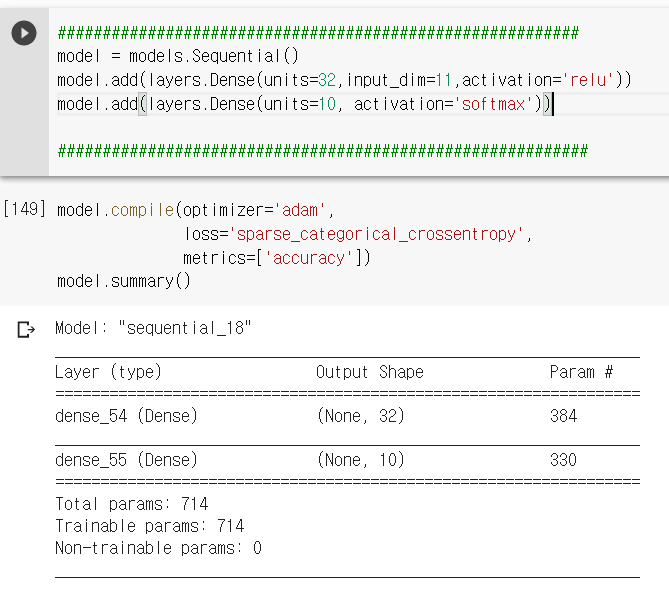 ##########################################################
model = models.Sequential()
model.add(layers.Dense(units=32,input_dim=11,activation='relu'))
model.add(layers.Dense(units=10, activation='softmax'))
###########################################################
[149] model.compile(optimizer='adam',
loss='sparse_categorical_crossentropy',
metrics=['accuracy'])
model.summary()
Model: "sequential_18"
_________________________________________________________________
Layer (type) Output Shape Param #
=================================================================
dense_54 (Dense) (None, 32) 384
_________________________________________________________________
dense_55 (Dense) (None, 10) 330
=================================================================
Total params: 714
Trainable params: 714
Non-trainable params: 0
_________________________________________________________________